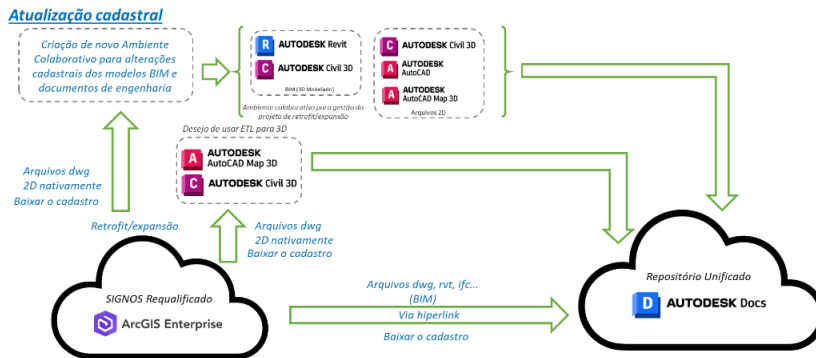 Atualização cadastral
Criação de novo Ambiente
Colaborativo para alterações
cadastrais dos modelos BIM e
documentos de engenharia
R AUTODESK Revit
C AUTODESK Civil 3D
BIM (3D Modelado)
Ambiente colaborativo para gestão do
projeto de retrofit/expansão
C AUTODESK Civil 3D
A AUTODESK
AutoCAD
A AUTODESK
AutoCAD Map 3D
Arquivos 2D
Desejo de usar ETL para 3D
A AUTODESK
AutoCAD Map 3D
C AUTODESK Civil 3D
Arquivos dwg
2D nativamente
Baixar o cadastro
Retrofit/expansão
Arquivos dwg
2D nativamente
Baixar o cadastro
SIGNOS Requalificado
ArcGIS Enterprise
Arquivos dwg, rvt, ifc...
(BIM)
Via hiperlink
Baixar o cadastro
Repositório Unificado
D AUTODESK Docs